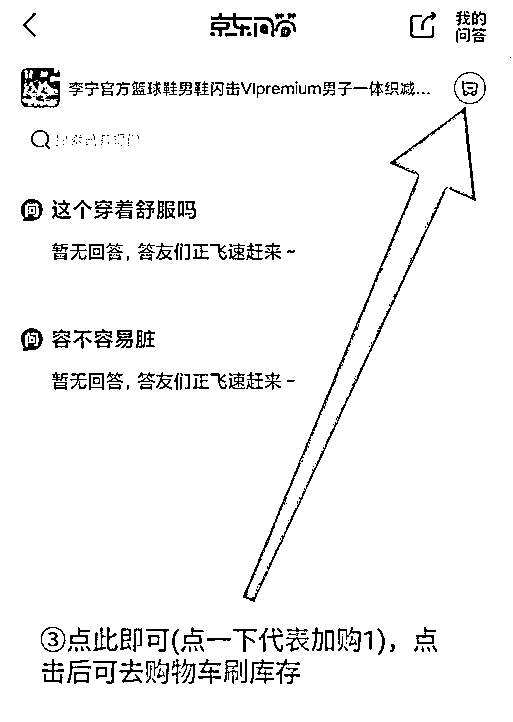 京东问答
我的
问答
李宁官方篮球鞋男鞋闪击VIpremium男子一体织减...
问 这个穿着舒服吗
暂无回答, 答友们正飞速赶来 ~
问 容不容易脏
暂无回答, 答友们正飞速赶来 ~
③点此即可(点一下代表加购1)，点
击后可去购物车刷库存